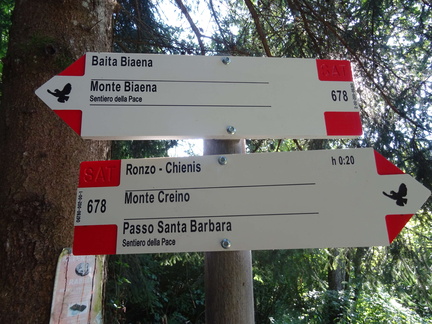 Baita Biaena
SAT
Monte Biaena
678
Sentiero della Pace
Ronzo - Chienis
h 0:20
SAT
Monte Creino
678
Passo Santa Barbara
Sentiero della Pace